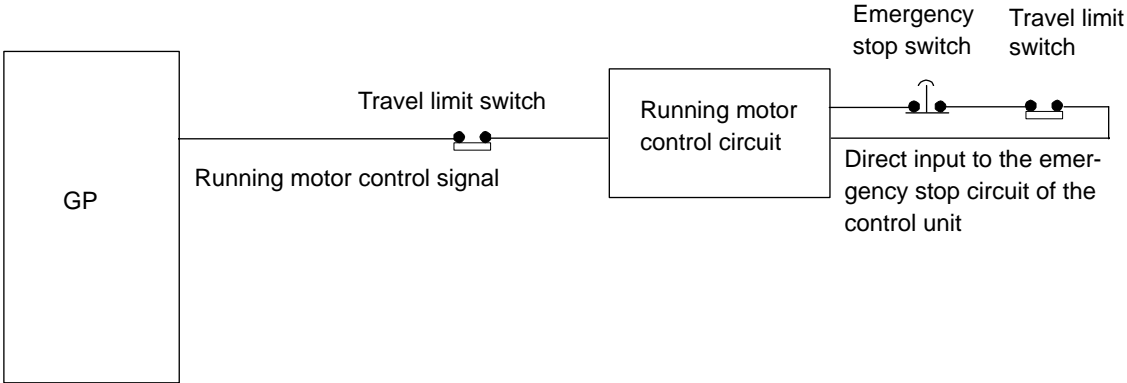 Emergency
stop switch
Travel limit
switch
Travel limit switch
Running motor
control circuit
Running motor control signal
GP
Direct input to the emer-
gency stop circuit of the
control unit